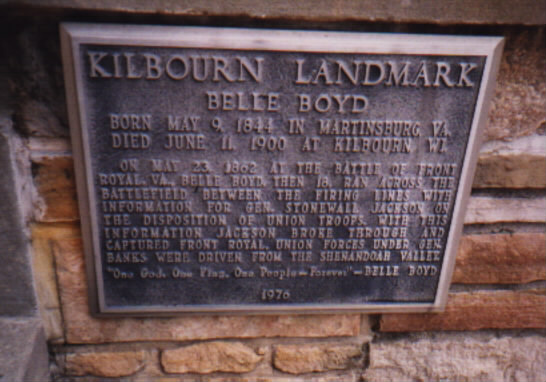 KILBOURN LANDMARK
BELLE BOYD
BORN MAY 9, 1844 IN MARTINSBURG, VA.
DIED JUNE 11, 1900 AT KILBOURN, WI.
ON MAY 23, 1862 AT THE BATTLE OF FRONT
ROYAL, VA., BELLE BOYD, THEN 18, RAN ACROSS THE
BATTLEFIELD BETWEEN THE FIRING LINES WITH
INFORMATION FOR GEN. STONEWALL JACKSON ON
THE DISPOSITION OF UNION TROOPS. WITH THIS
INFORMATION JACKSON BROKE THROUGH AND
CAPTURED FRONT ROYAL. UNION FORCES UNDER GEN.
BANKS WERE DRIVEN FROM THE SHENANDOAH VALLEY.
"One God, One Flag, One People—Forever"—BELLE BOYD
1976